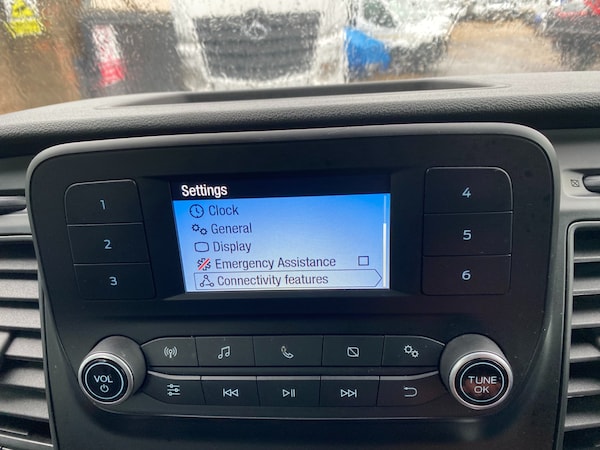 Settings
Clock
General
Display
Emergency Assistance
Connectivity features
1
2
3
4
5
6
VOL
TUNE
OK